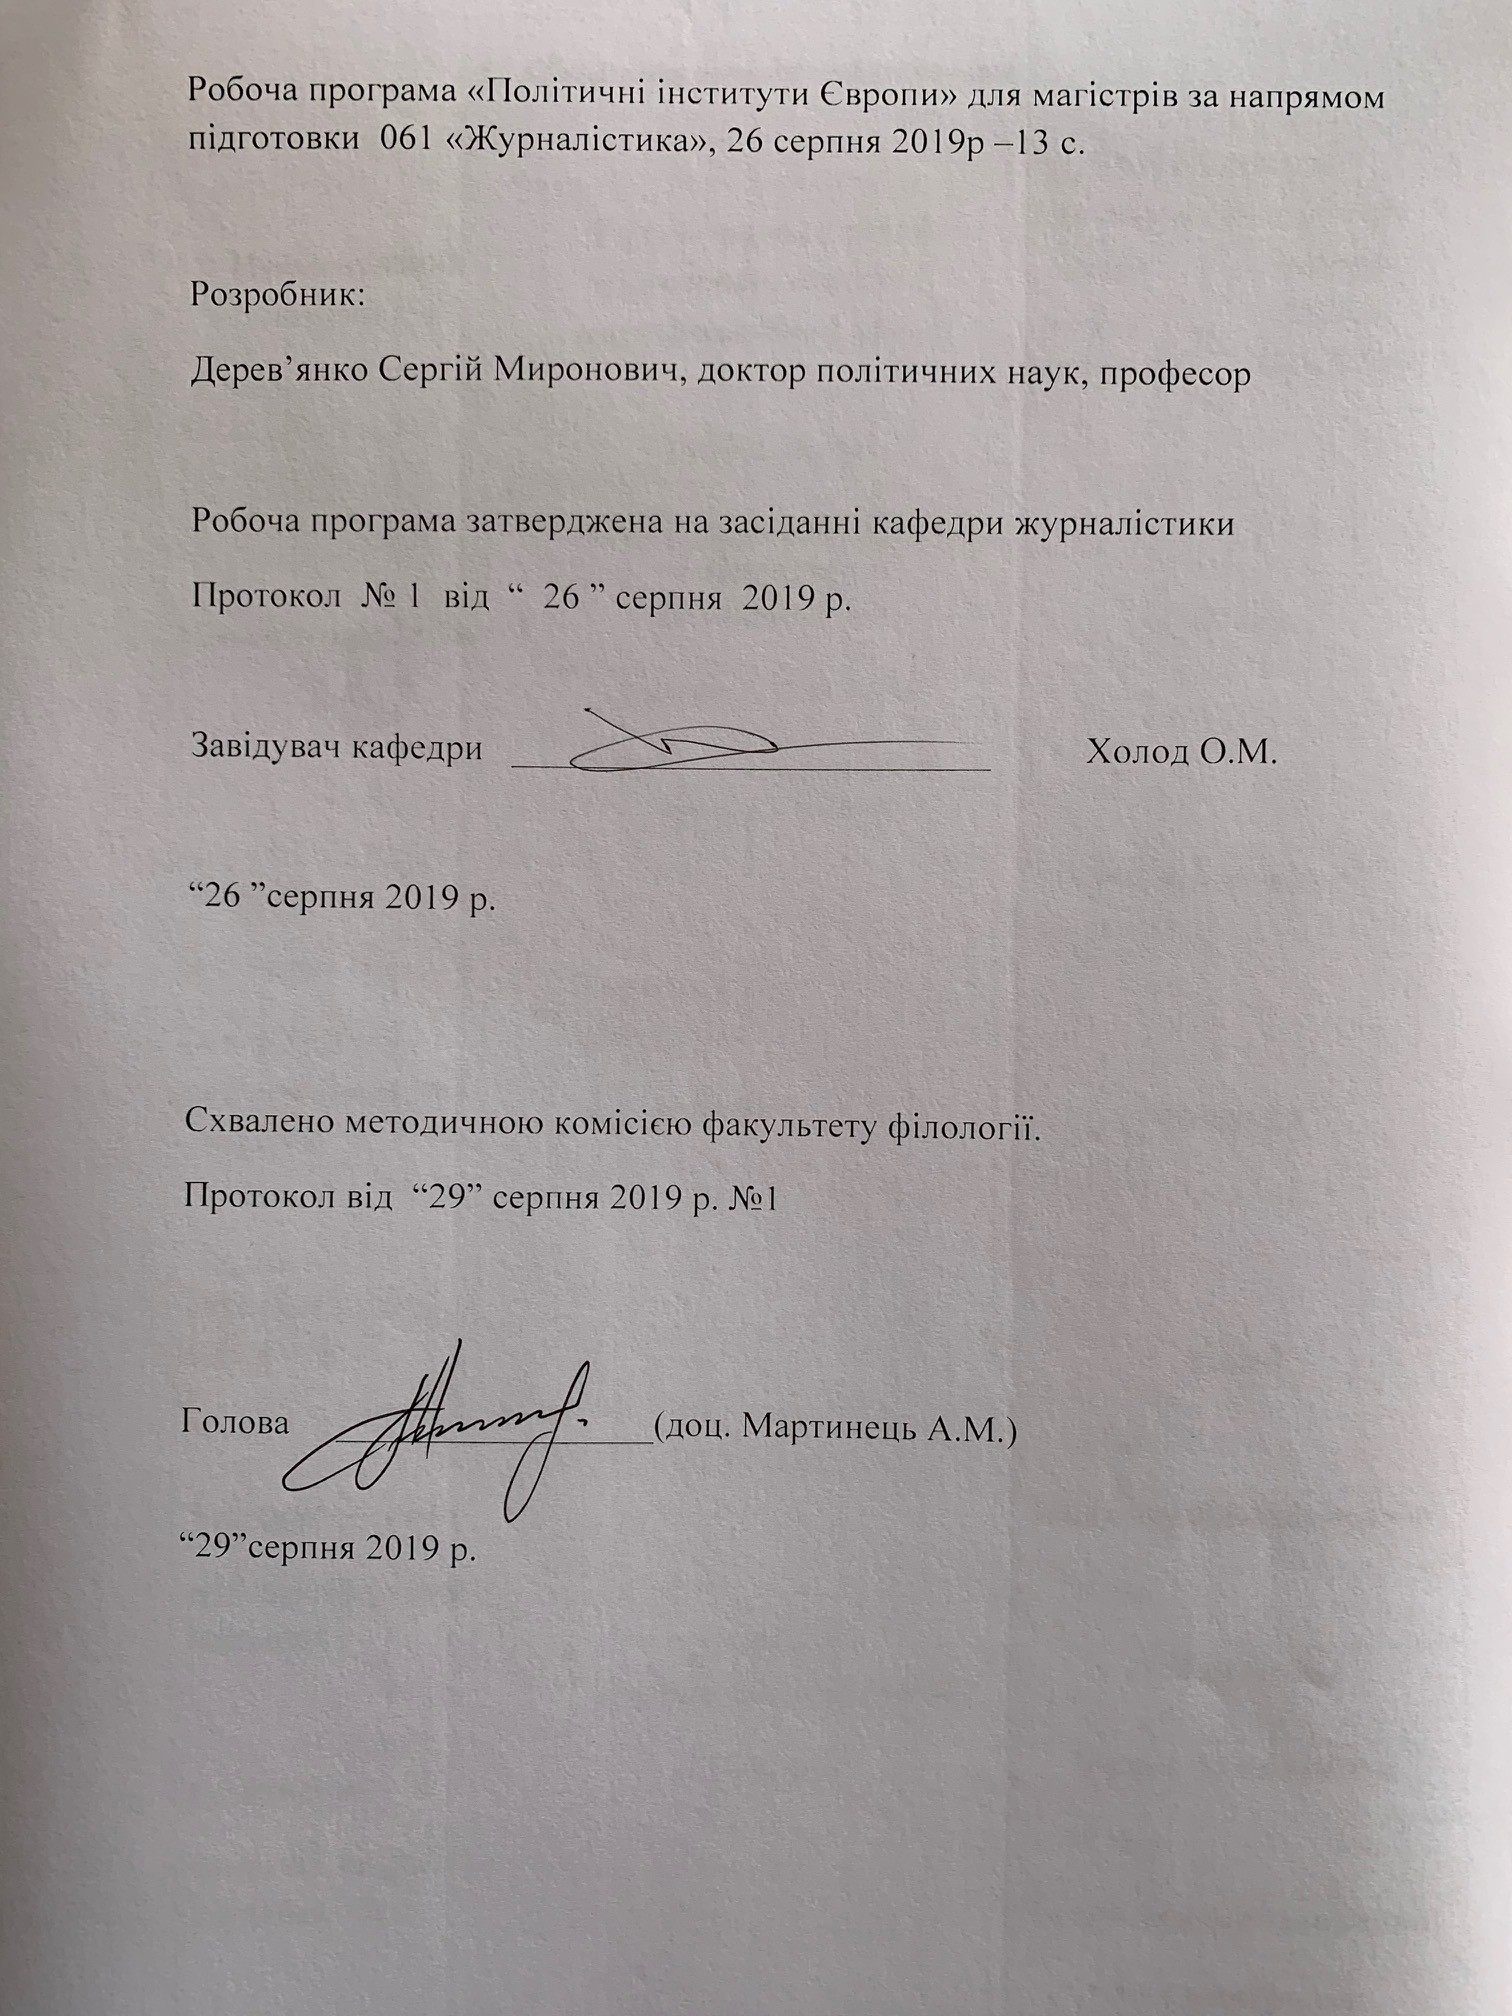 Робоча програма «Політичні інститути Європи» для магістрів за напрямом
підготовки 061 «Журналістика», 26 серпня 2019р –13 с.
Розробник:
Дерев’янко Сергій Миронович, доктор політичних наук, професор
Робоча програма затверджена на засіданні кафедри журналістики
Протокол № 1 від “ 26 ” серпня 2019 р.
Завідувач кафедри Холод О.М.
“26 ”серпня 2019 р.
Схвалено методичною комісією факультету філології.
Протокол від “29” серпня 2019 р. №1
Голова (доц. Мартинець А.М.)
“29”серпня 2019 р.